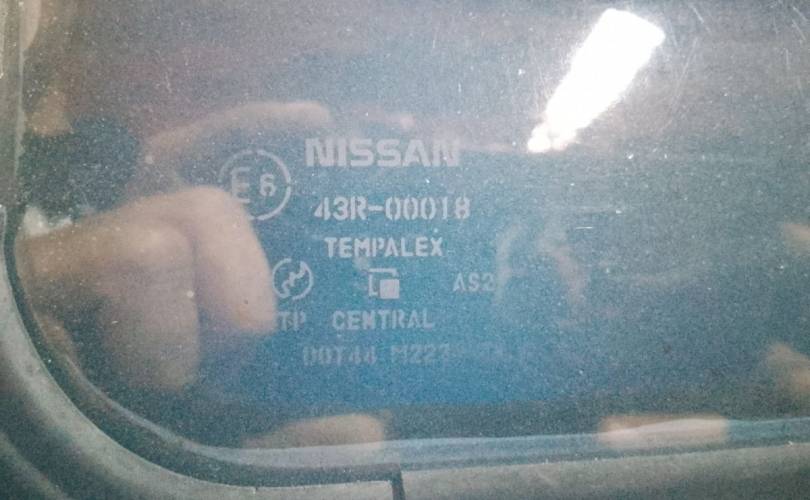 NISSAN
E6
43R-00018
TEMPALEX
AS2
TP CENTRAL
DOT44 M223